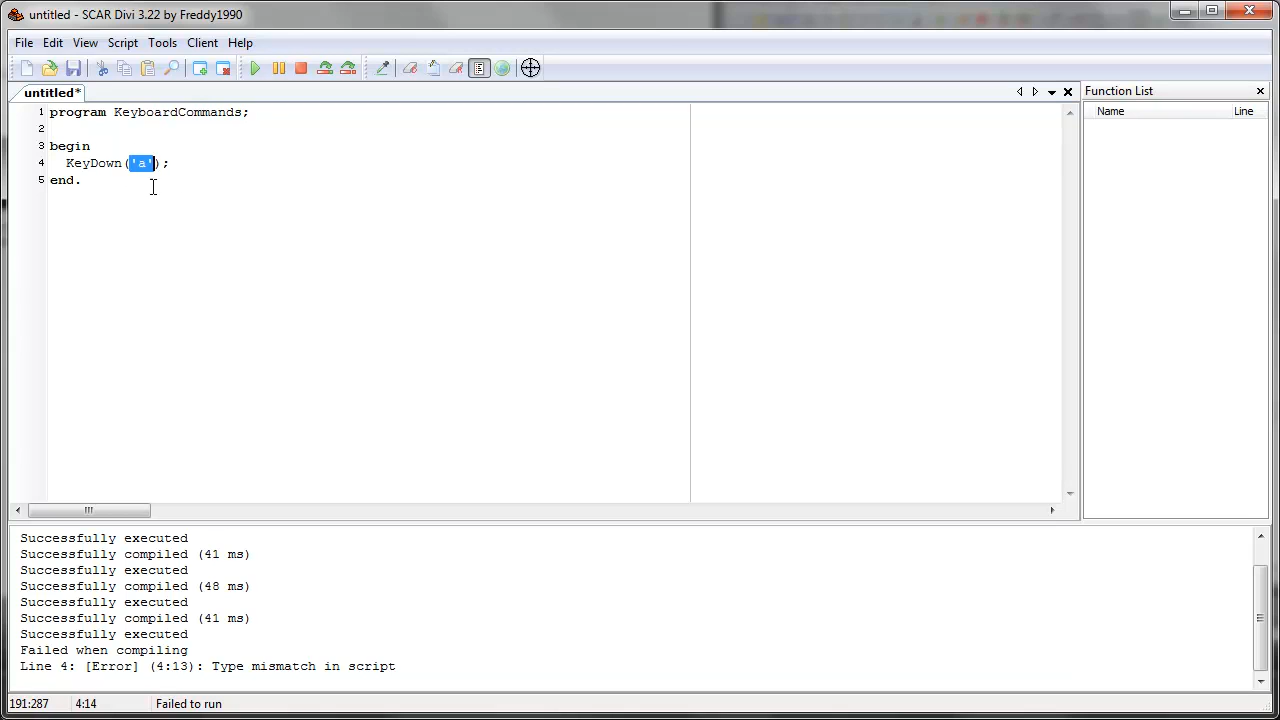 untitled - SCAR Divi 3.22 by Freddy1990
File Edit View Script Tools Client Help
untitled*
Function List
Name Line
1 program KeyboardCommands;
2
3 begin
4 KeyDown('a');
5 end.
Successfully executed
Successfully compiled (41 ms)
Successfully executed
Successfully compiled (48 ms)
Successfully executed
Successfully compiled (41 ms)
Successfully executed
Failed when compiling
Line 4: [Error] (4:13): Type mismatch in script
191:287 4:14 Failed to run